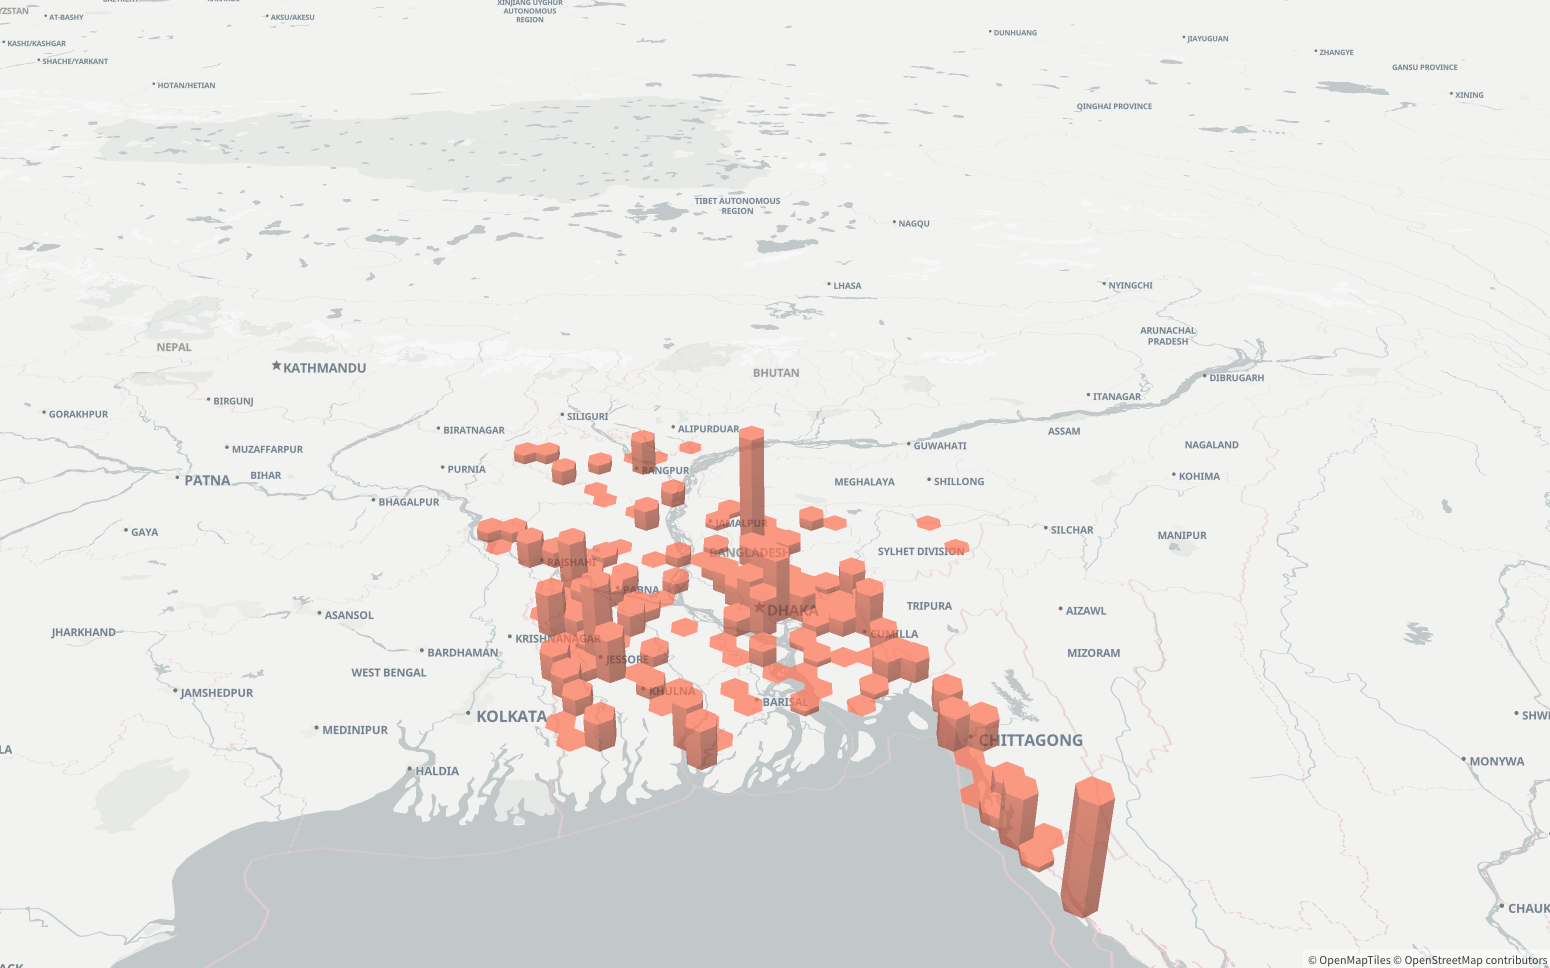 YZSTAN
AT-BASHY
AKSU/AKESU
XINJIANG UYGHUR
AUTONOMOUS
REGION
KASHI/KASHGAR
SHACHE/YARKANT
HOTAN/HETIAN
DUNHUANG
JIAYUGUAN
ZHANGYE
GANSU PROVINCE
XINING
QINGHAI PROVINCE
TIBET AUTONOMOUS
REGION
NAGQU
LHASA
NYINGCHI
ARUNACHAL
PRADESH
NEPAL
KATHMANDU
BHUTAN
DIBRUGARH
BIRGUNJ
ITANAGAR
GORAKHPUR
SILIGURI
BIRATNAGAR
ALIPURDUAR
ASSAM
MUZAFFARPUR
GUWAHATI
NAGALAND
PURNIA
RANGPUR
PATNA
BIHAR
MEGHALAYA
SHILLONG
KOHIMA
BHAGALPUR
GAYA
JAMALPUR
SILCHAR
MANIPUR
BANGLADESH
SYLHET DIVISION
RAJSHAHI
PABNA
ASANSOL
DHAKA
TRIPURA
AIZAWL
JHARKHAND
KRISHNANAGAR
CUMILLA
BARDHAMAN
JESSORE
MIZORAM
WEST BENGAL
JAMSHEDPUR
KHULNA
BARISAL
KOLKATA
SHWE
MEDINIPUR
CHITTAGONG
LA
HALDIA
MONYWA
CHAUK
ACK
© OpenMapTiles © OpenStreetMap contributors